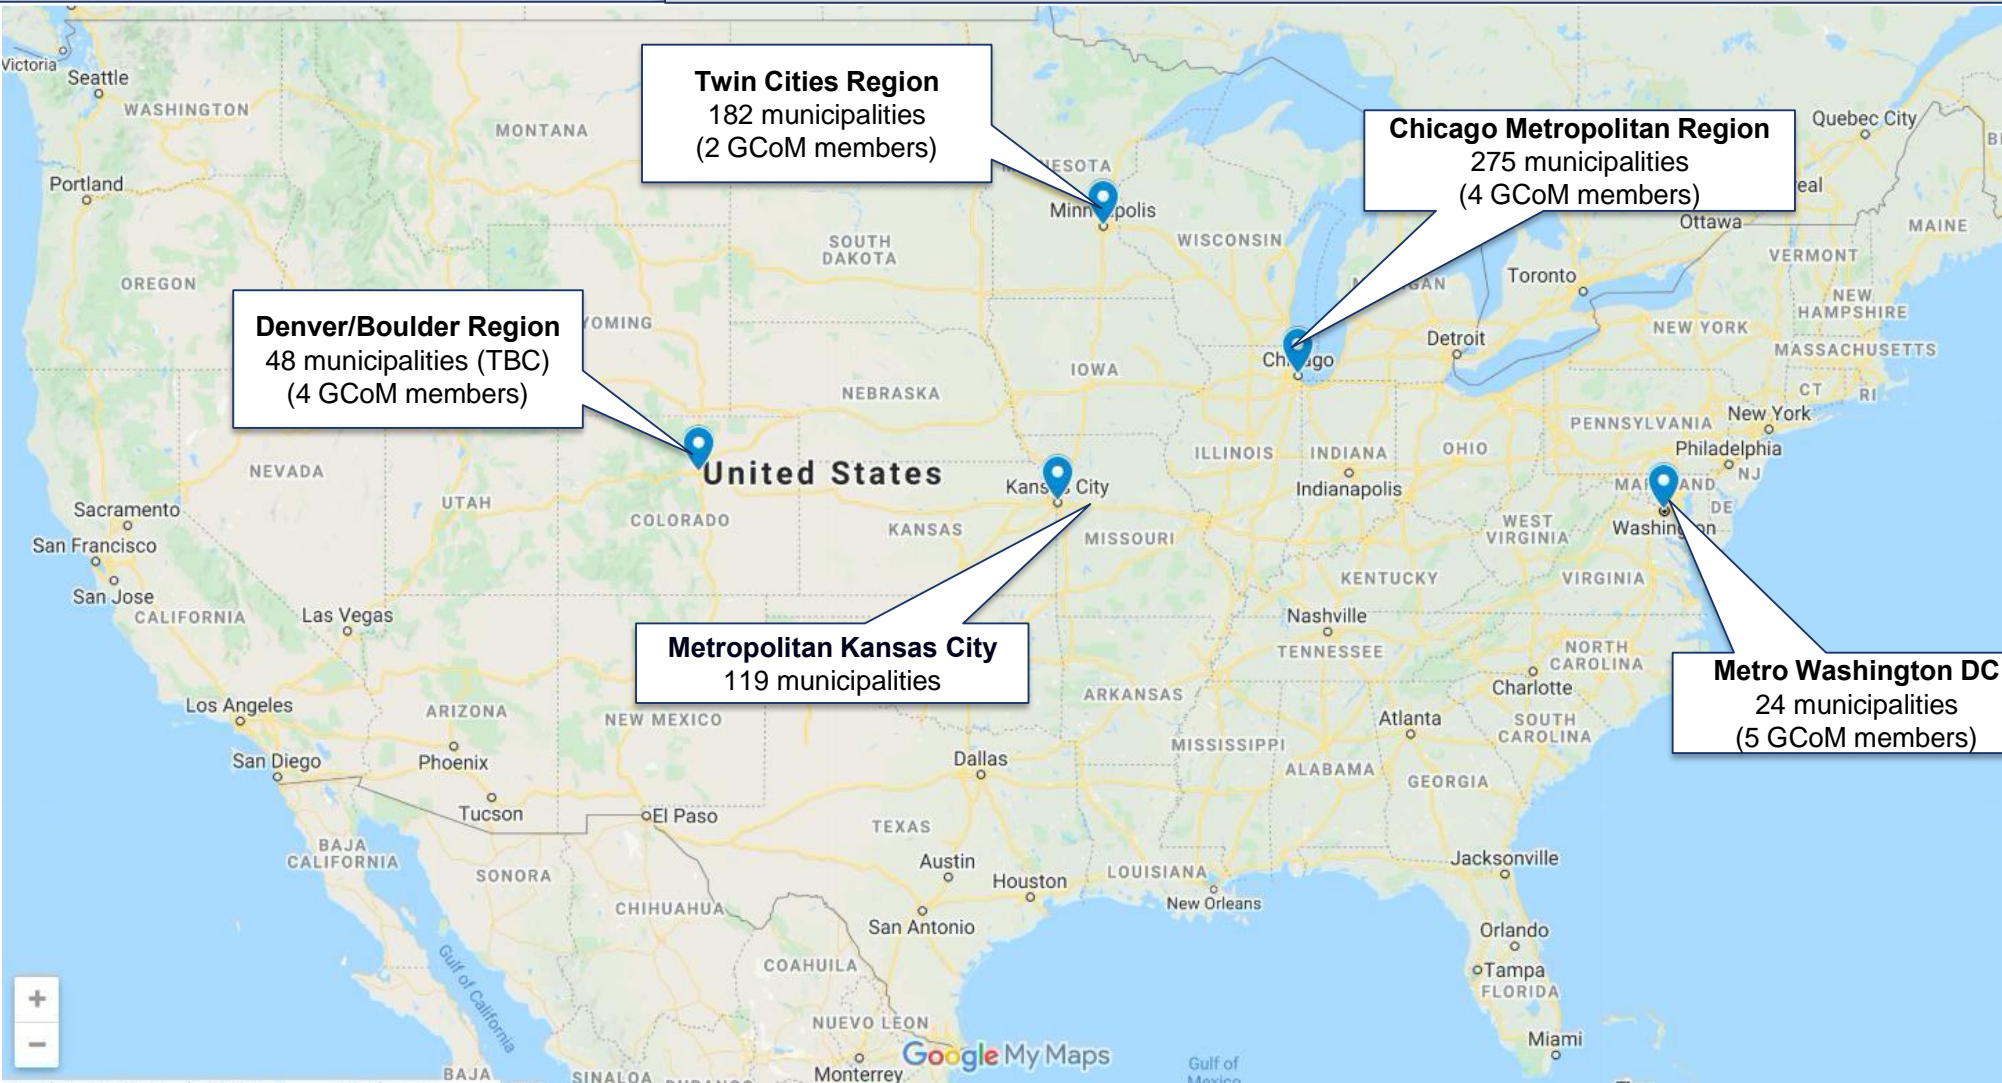 Victoria
Seattle
WASHINGTON
MONTANA
Twin Cities Region
182 municipalities
(2 GCoM members)
Chicago Metropolitan Region
275 municipalities
(4 GCoM members)
Quebec City
Portland
Ottawa
MAINE
SOUTH
DAKOTA
WISCONSIN
VERMONT
Toronto
OREGON
NEW
HAMPSHIRE
Denver/Boulder Region
48 municipalities (TBC)
(4 GCoM members)
NEW YORK
Detroit
MASSACHUSETTS
IOWA
NEBRASKA
CT
RI
New York
PENNSYLVANIA
Philadelphia
ILLINOIS
INDIANA
OHIO
NJ
NEVADA
United States
UTAH
Indianapolis
DE
Sacramento
COLORADO
KANSAS
MISSOURI
WEST
VIRGINIA
San Francisco
KENTUCKY
VIRGINIA
San Jose
CALIFORNIA
Las Vegas
Nashville
TENNESSEE
NORTH
CAROLINA
Metropolitan Kansas City
119 municipalities
Metro Washington DC
24 municipalities
(5 GCoM members)
Charlotte
Los Angeles
ARIZONA
NEW MEXICO
ARKANSAS
Atlanta
SOUTH
CAROLINA
San Diego
Phoenix
Dallas
MISSISSIPPI
ALABAMA
GEORGIA
Tucson
El Paso
TEXAS
BAJA
CALIFORNIA
SONORA
Austin
Houston
LOUISIANA
Jacksonville
CHIHUAHUA
New Orleans
San Antonio
Orlando
Gulf of California
COAHUILA
Tampa
FLORIDA
+
−
NUEVO LEON
Google My Maps
Miami
Gulf of
BAJA
SINALOA
Monterrey